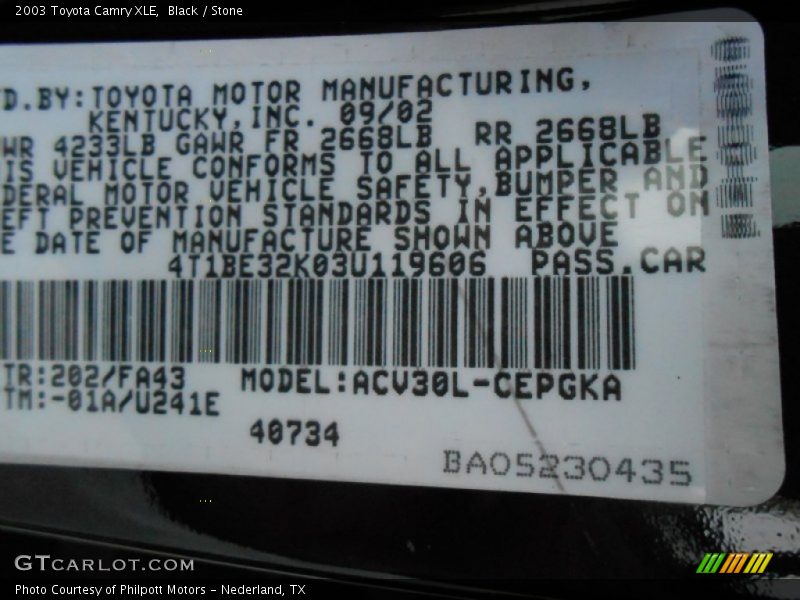 2003 Toyota Camry XLE, Black / Stone
D.BY:TOYOTA MOTOR MANUFACTURING,
KENTUCKY,INC. 09/02
WR 4233LB GAWR FR 2668LB RR 2668LB
IS VEHICLE CONFORMS TO ALL APPLICABLE
DERAL MOTOR VEHICLE SAFETY,BUMPER AND
EFT PREVENTION STANDARDS IN EFFECT ON
E DATE OF MANUFACTURE SHOWN ABOVE
4T1BE32K03U119606 PASS.CAR
TR:202/FA43 MODEL:ACV30L-CEPGKA
TM:-01A/U241E
40734
BA05230435
GTCARLOT.COM
Photo Courtesy of Philpott Motors - Nederland, TX